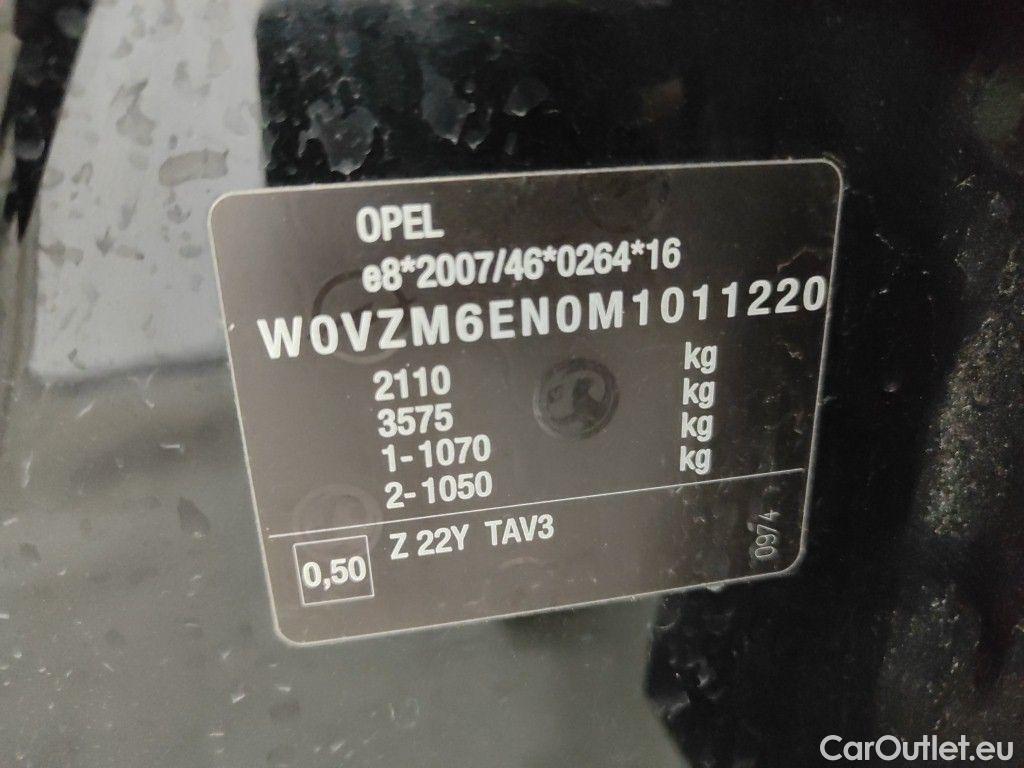 OPEL
e8*2007/46*0264*16
W0VZM6EN0M1011220
2110 kg
3575 kg
1-1070 kg
2-1050 kg
0,50 Z 22Y TAV3
0974
CarOutlet.eu